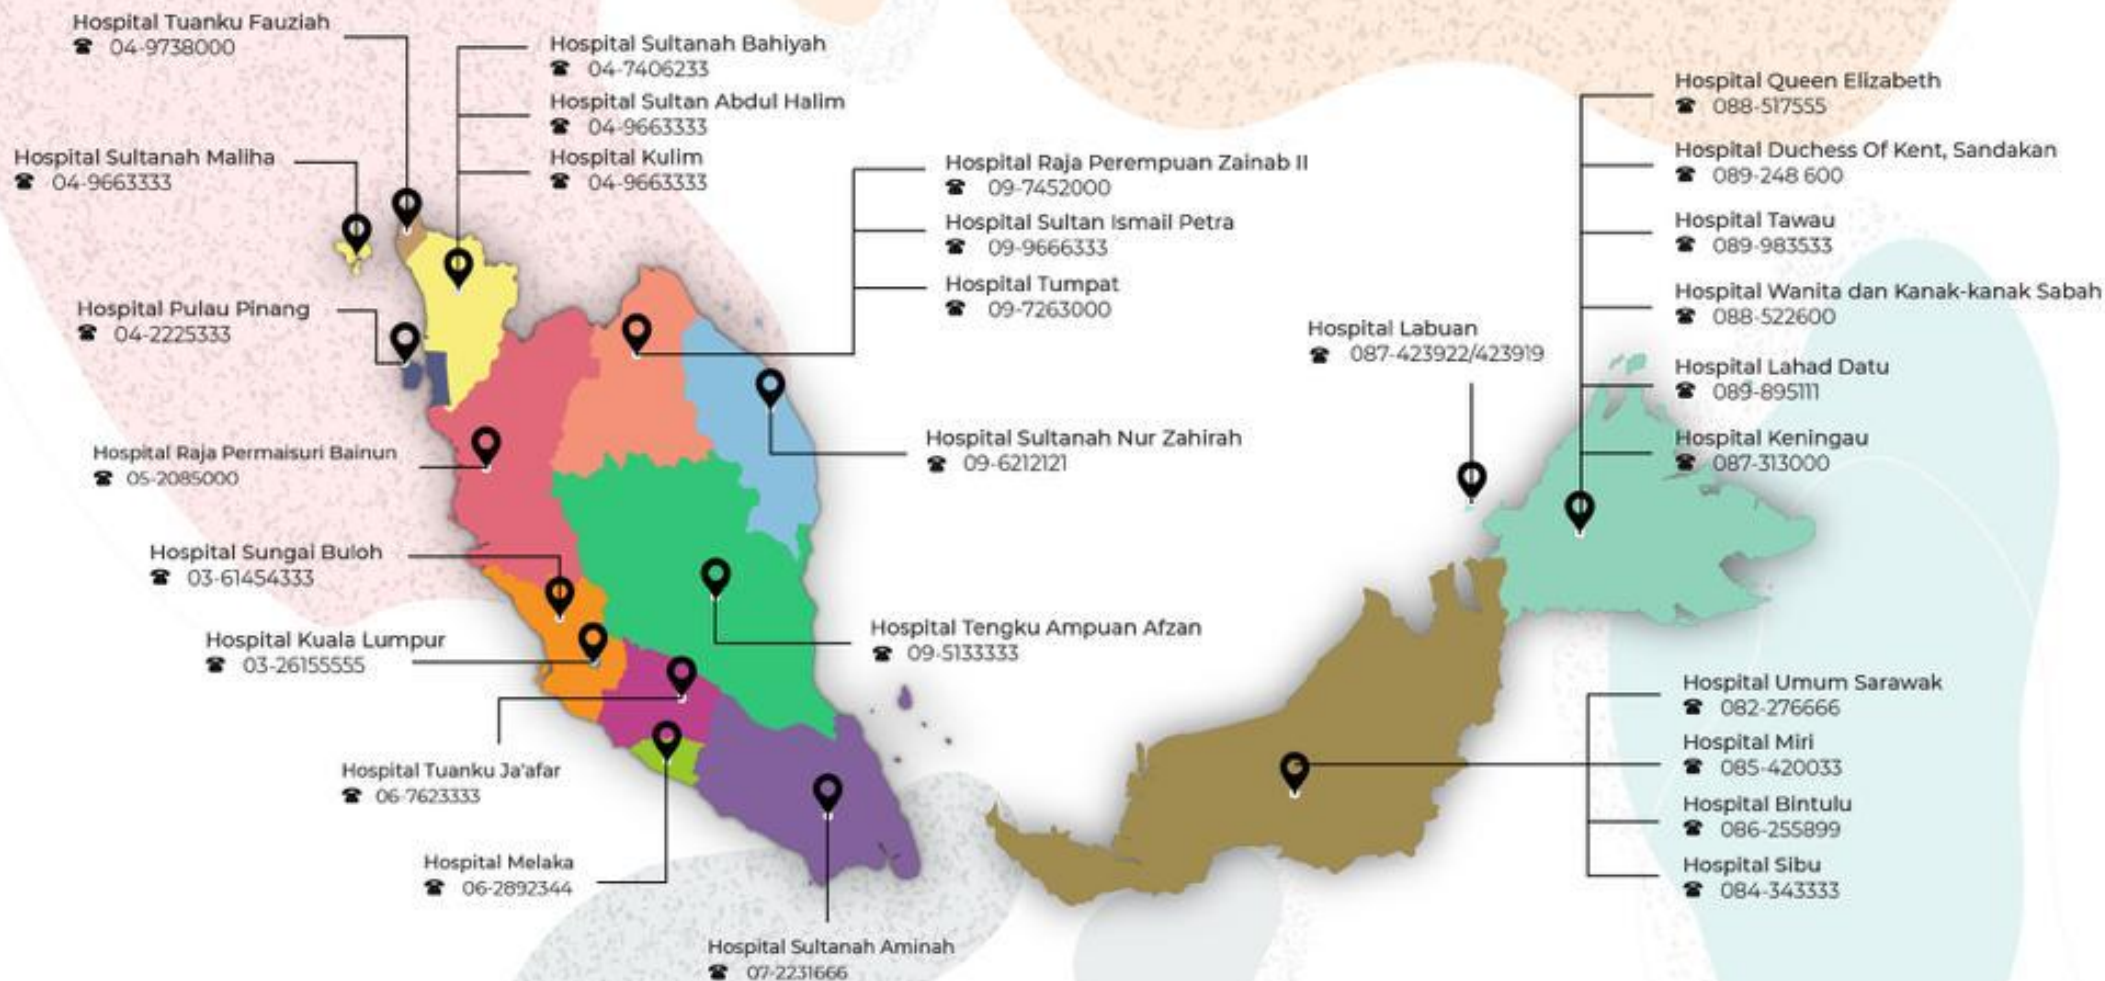 Hospital Tuanku Fauziah
☎ 04-9738000
Hospital Sultanah Maliha
☎ 04-9663333
Hospital Pulau Pinang
☎ 04-2225333
Hospital Raja Permaisuri Bainun
☎ 05-2085000
Hospital Sungai Buloh
☎ 03-61454333
Hospital Kuala Lumpur
☎ 03-26155555
Hospital Tuanku Ja'afar
☎ 06-7623333
Hospital Melaka
☎ 06-2892344
Hospital Sultanah Aminah
☎ 07-2231666
Hospital Sultanah Bahiyah
☎ 04-7406233
Hospital Sultan Abdul Halim
☎ 04-9663333
Hospital Kulim
☎ 04-9663333
Hospital Raja Perempuan Zainab II
☎ 09-7452000
Hospital Sultan Ismail Petra
☎ 09-9666333
Hospital Tumpat
☎ 09-7263000
Hospital Sultanah Nur Zahirah
☎ 09-6212121
Hospital Tengku Ampuan Afzan
☎ 09-5133333
Hospital Labuan
☎ 087-423922/423919
Hospital Queen Elizabeth
☎ 088-517555
Hospital Duchess Of Kent, Sandakan
☎ 089-248 600
Hospital Tawau
☎ 089-983533
Hospital Wanita dan Kanak-kanak Sabah
☎ 088-522600
Hospital Lahad Datu
☎ 089-895111
Hospital Keningau
☎ 087-313000
Hospital Umum Sarawak
☎ 082-276666
Hospital Miri
☎ 085-420033
Hospital Bintulu
☎ 086-255899
Hospital Sibu
☎ 084-343333